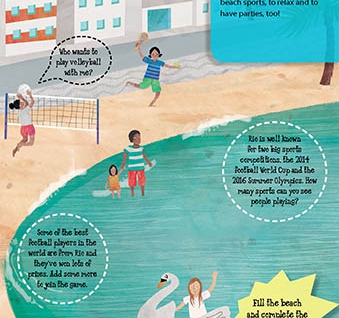 beach sports, to relax and to
have parties, too!
Who wants to
play volleyball
with me?
Rio is well known
for two big sports
competitions, the 2014
Football World Cup and the
2016 Summer Olympics. How
many sports can you see
people playing?
Some of the best
football players in the
world are from Rio and
they've won lots of
prizes. Add some more
to join the game.
Fill the beach
and complete the